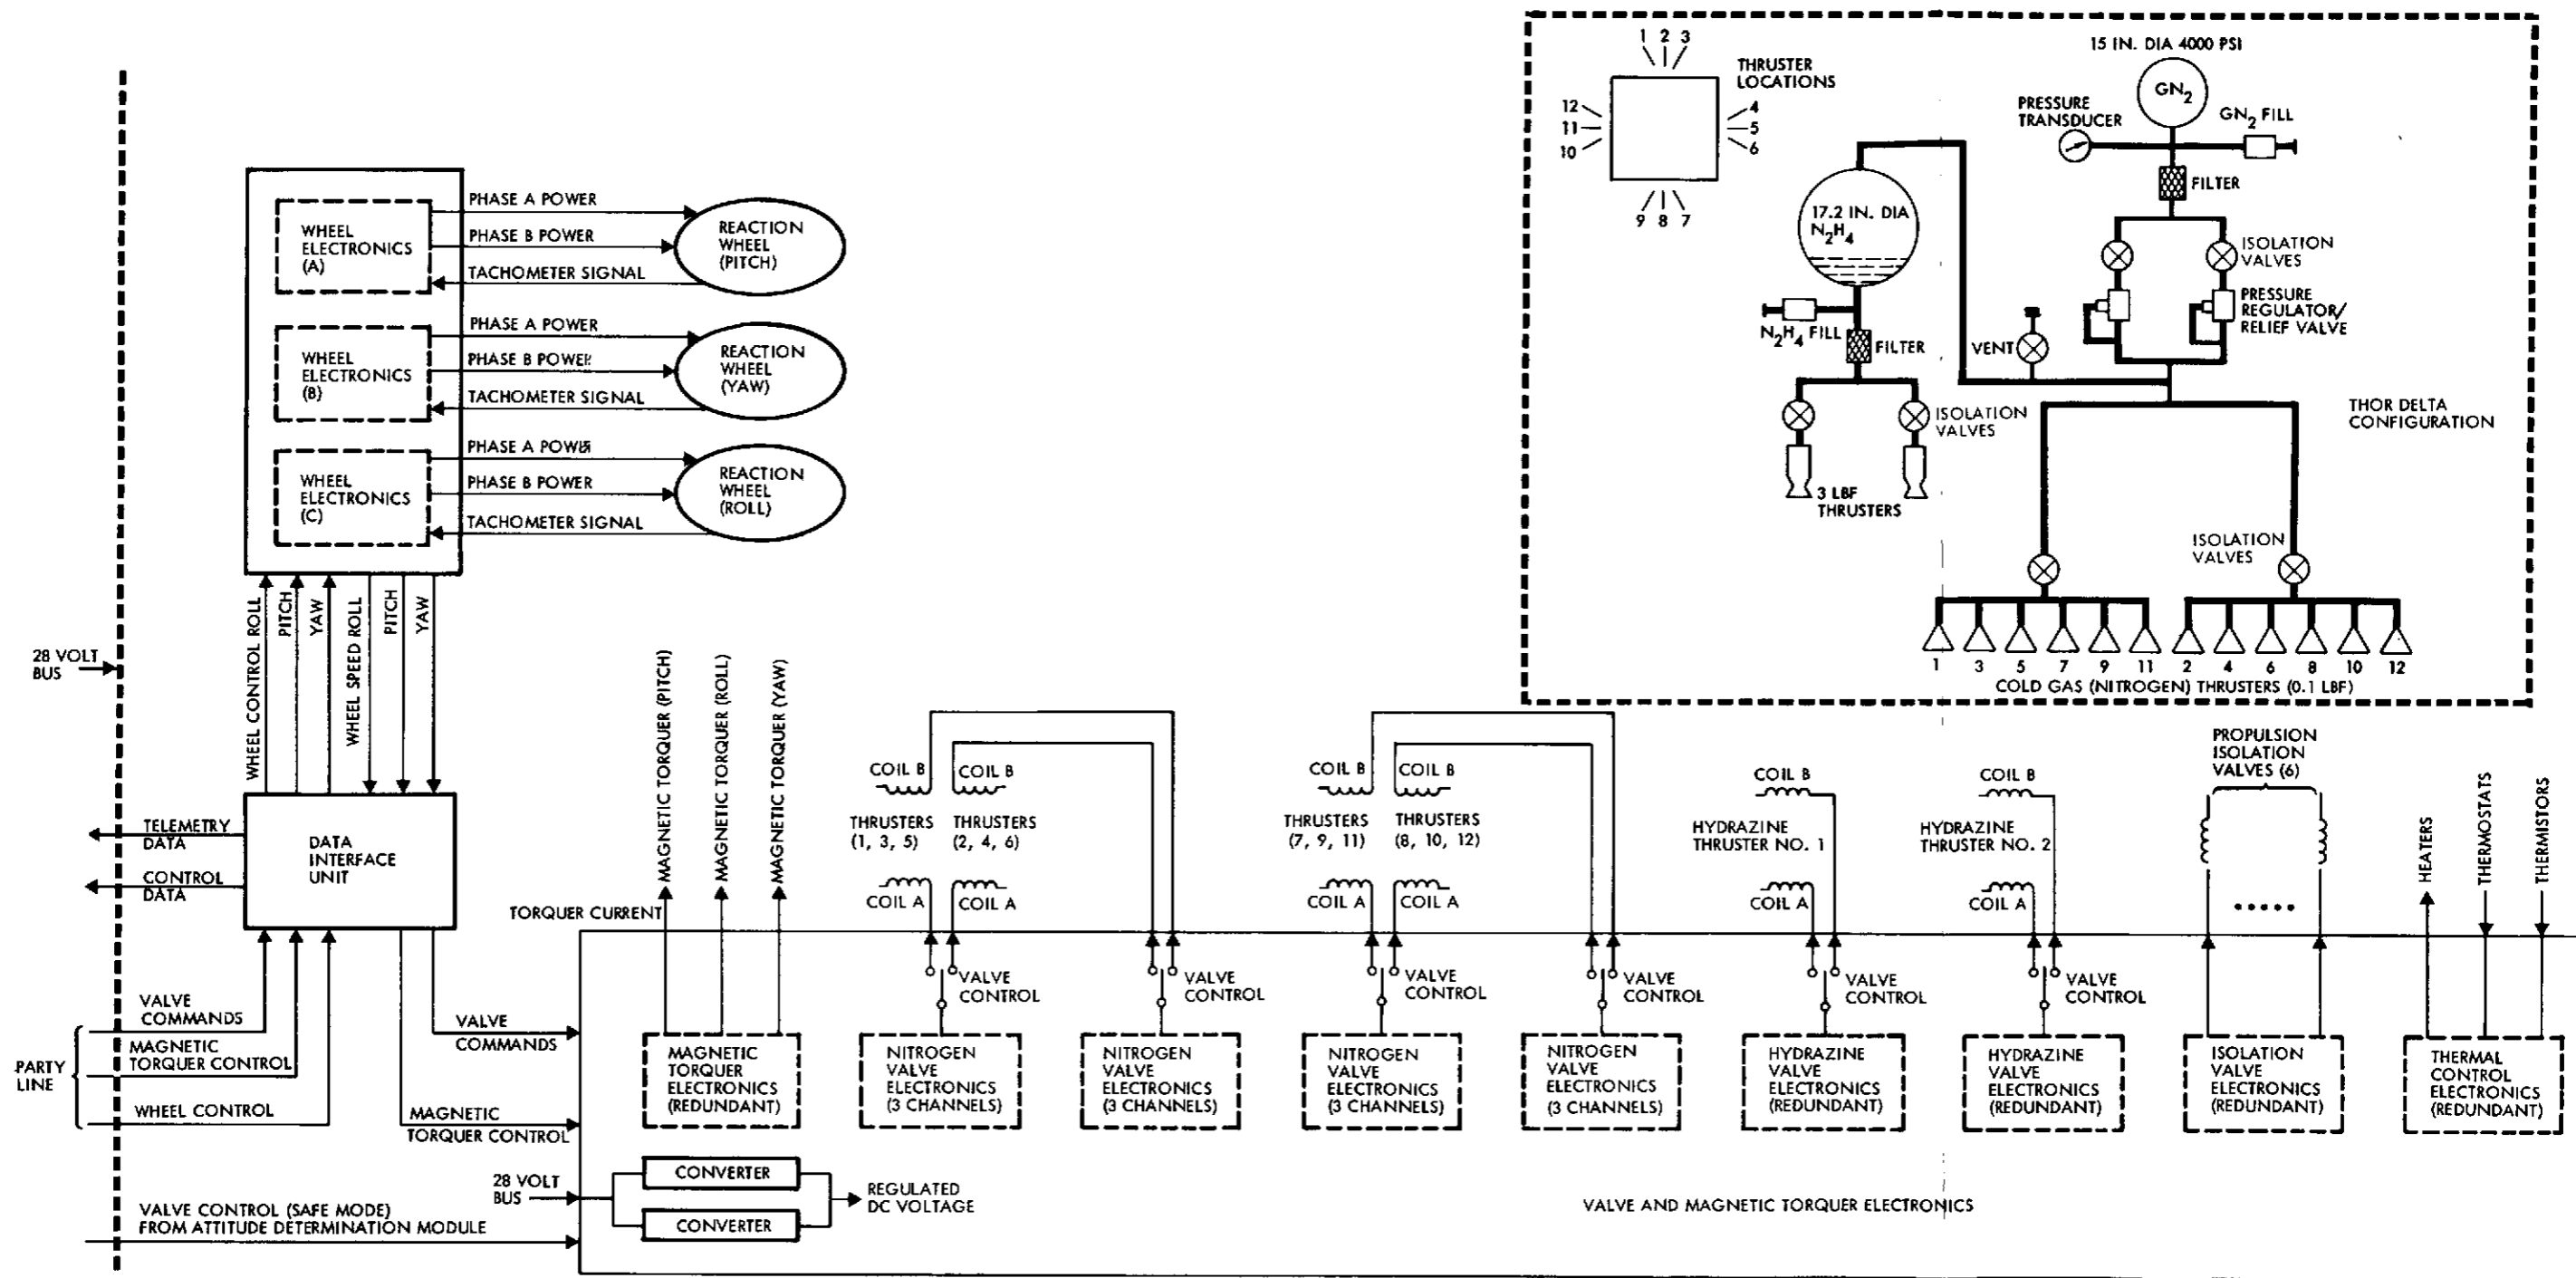 1 2 3
THRUSTER
LOCATIONS
12
11
10
4
5
6
9 8 7
15 IN. DIA 4000 PSI
GN2
PRESSURE
TRANSDUCER
GN2 FILL
FILTER
17.2 IN. DIA
N2H4
ISOLATION
VALVES
PRESSURE
REGULATOR/
RELIEF VALVE
N2H4 FILL
FILTER
VENT
ISOLATION
VALVES
THOR DELTA
CONFIGURATION
3 LBF
THRUSTERS
ISOLATION
VALVES
1 3 5 7 9 11 2 4 6 8 10 12
COLD GAS (NITROGEN) THRUSTERS (0.1 LBF)
WHEEL
ELECTRONICS
(A)
PHASE A POWER
PHASE B POWER
TACHOMETER SIGNAL
REACTION
WHEEL
(PITCH)
WHEEL
ELECTRONICS
(B)
PHASE A POWER
PHASE B POWER
TACHOMETER SIGNAL
REACTION
WHEEL
(YAW)
WHEEL
ELECTRONICS
(C)
PHASE A POWER
PHASE B POWER
TACHOMETER SIGNAL
REACTION
WHEEL
(ROLL)
WHEEL CONTROL ROLL
PITCH
YAW
WHEEL SPEED ROLL
PITCH
YAW
28 VOLT
BUS
TELEMETRY
DATA
CONTROL
DATA
DATA
INTERFACE
UNIT
PARTY
LINE
VALVE
COMMANDS
MAGNETIC
TORQUER CONTROL
WHEEL CONTROL
VALVE
COMMANDS
MAGNETIC
TORQUER CONTROL
VALVE CONTROL (SAFE MODE)
FROM ATTITUDE DETERMINATION MODULE
28 VOLT
BUS
CONVERTER
CONVERTER
REGULATED
DC VOLTAGE
TORQUER CURRENT
MAGNETIC TORQUER (PITCH)
MAGNETIC TORQUER (ROLL)
MAGNETIC TORQUER (YAW)
COIL B
COIL B
THRUSTERS
(1, 3, 5)
THRUSTERS
(2, 4, 6)
COIL A
COIL A
COIL B
COIL B
THRUSTERS
(7, 9, 11)
THRUSTERS
(8, 10, 12)
COIL A
COIL A
COIL B
HYDRAZINE
THRUSTER NO. 1
COIL A
COIL B
HYDRAZINE
THRUSTER NO. 2
COIL A
PROPULSION
ISOLATION
VALVES (6)
HEATERS
THERMOSTATS
THERMISTORS
VALVE
CONTROL
VALVE
CONTROL
VALVE
CONTROL
VALVE
CONTROL
VALVE
CONTROL
VALVE
CONTROL
MAGNETIC
TORQUER
ELECTRONICS
(REDUNDANT)
NITROGEN
VALVE
ELECTRONICS
(3 CHANNELS)
NITROGEN
VALVE
ELECTRONICS
(3 CHANNELS)
NITROGEN
VALVE
ELECTRONICS
(3 CHANNELS)
NITROGEN
VALVE
ELECTRONICS
(3 CHANNELS)
HYDRAZINE
VALVE
ELECTRONICS
(REDUNDANT)
HYDRAZINE
VALVE
ELECTRONICS
(REDUNDANT)
ISOLATION
VALVE
ELECTRONICS
(REDUNDANT)
THERMAL
CONTROL
ELECTRONICS
(REDUNDANT)
VALVE AND MAGNETIC TORQUER ELECTRONICS